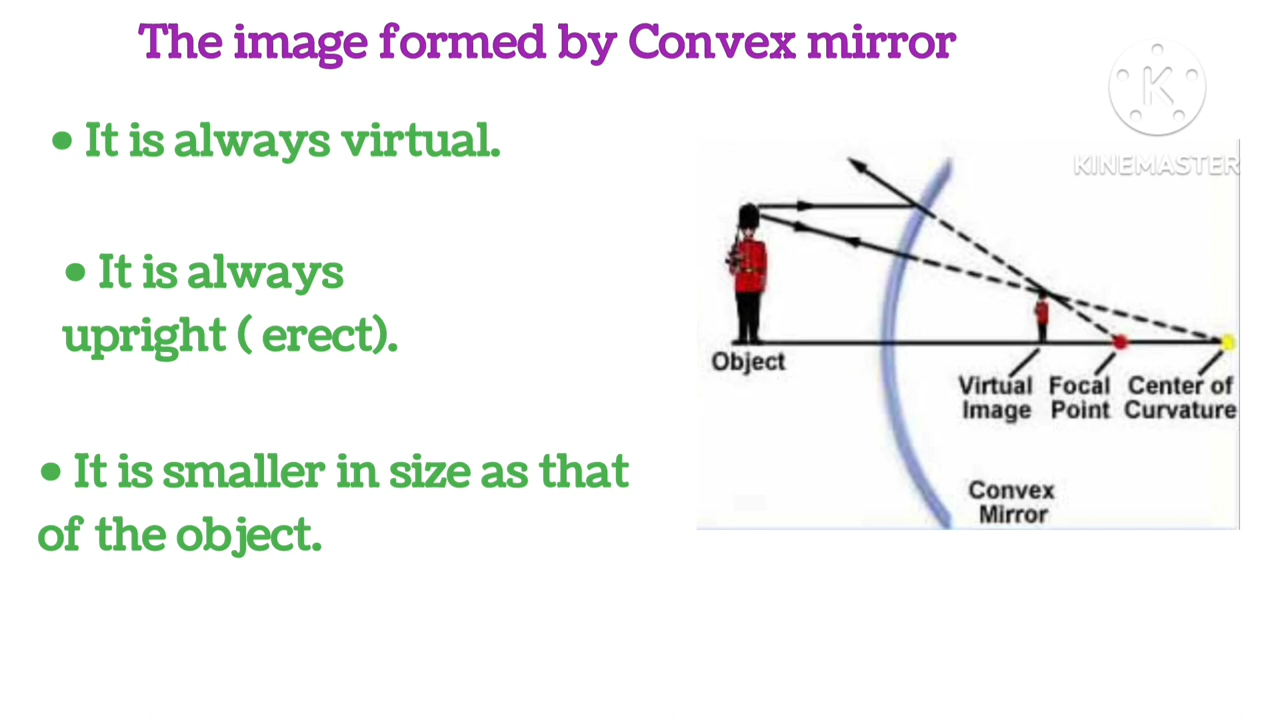 The image formed by Convex mirror
• It is always virtual.
• It is always
upright ( erect).
• It is smaller in size as that
of the object.
K
KINEMASTER
Object
Virtual Image
Focal Point
Center of Curvature
Convex
Mirror